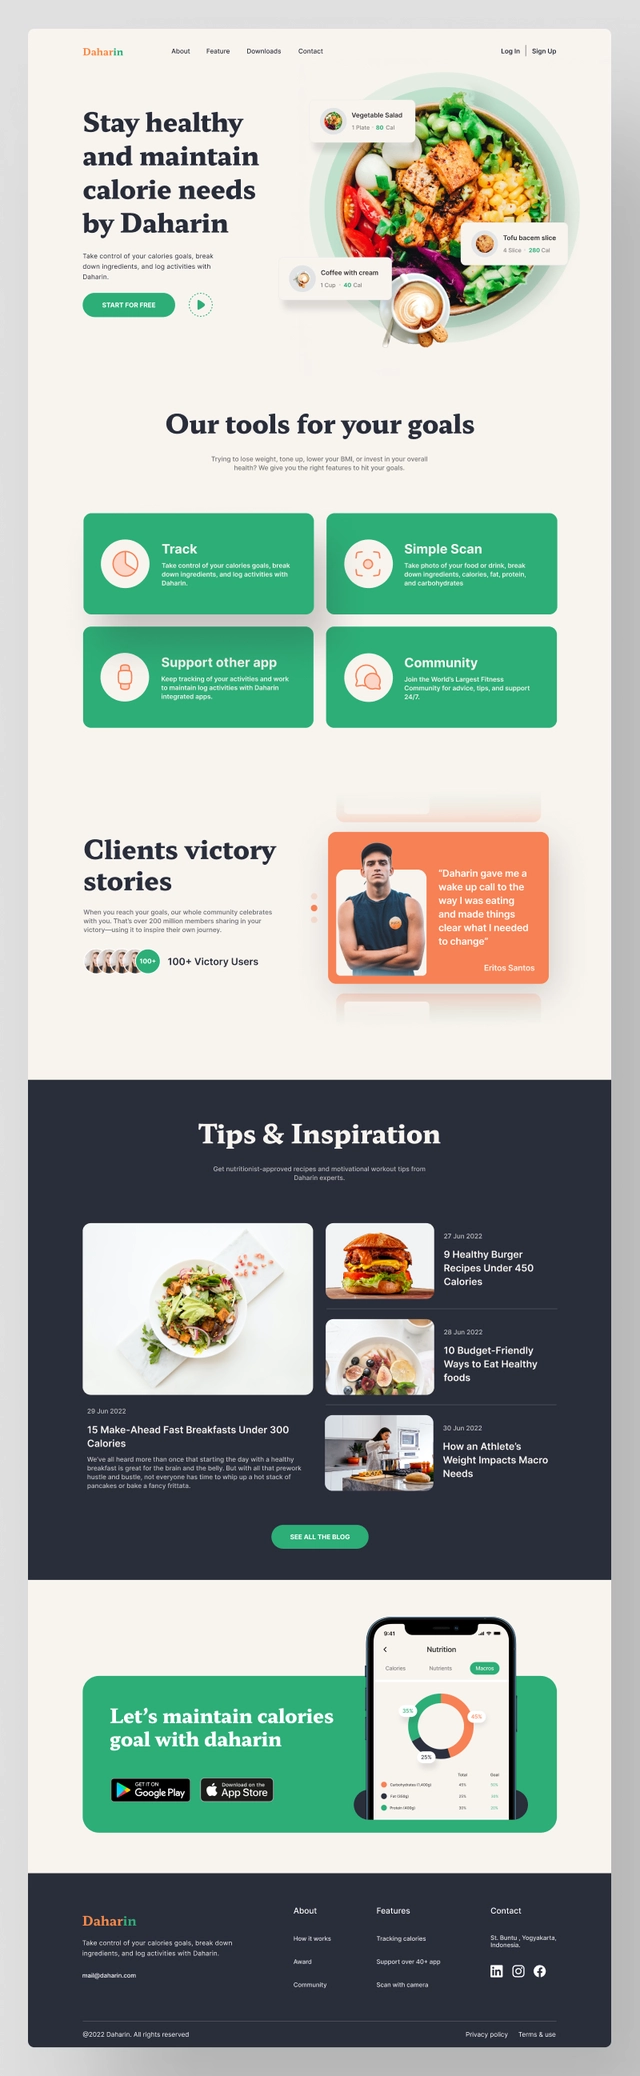 Daharin
About Feature Downloads Contact
Log In Sign Up
Stay healthy
and maintain
calorie needs
by Daharin
Take control of your calories goals, break
down ingredients, and log activities with
Daharin.
START FOR FREE
Vegetable Salad
1 Plate · 80 Cal
Tofu bacem slice
4 Slice · 280 Cal
Coffee with cream
1 Cup · 40 Cal
Our tools for your goals
Trying to lose weight, tone up, lower your BMI, or invest in your overall
health? We give you the right features to hit your goals.
Track
Take control of your calories goals, break
down ingredients, and log activities with
Daharin.
Simple Scan
Take photo of your food or drink, break
down ingredients, calories, fat, protein,
and carbohydrates
Support other app
Keep tracking of your activities and work
to maintain log activities with Daharin
integrated apps.
Community
Join the World's Largest Fitness
Community for advice, tips, and support
24/7.
Clients victory
stories
When you reach your goals, our whole community celebrates
with you. That's over 200 million members sharing in your
victory—using it to inspire their own journey.
100+
100+ Victory Users
"Daharin gave me a
wake up call to the
way I was eating
and made things
clear what I needed
to change"
Eritos Santos
Tips & Inspiration
Get nutritionist-approved recipes and motivational workout tips from
Daharin experts.
29 Jun 2022
15 Make-Ahead Fast Breakfasts Under 300
Calories
We've all heard more than once that starting the day with a healthy
breakfast is great for the brain and the belly. But with all that prework
hustle and bustle, not everyone has time to whip up a hot stack of
pancakes or bake a fancy frittata.
27 Jun 2022
9 Healthy Burger
Recipes Under 450
Calories
28 Jun 2022
10 Budget-Friendly
Ways to Eat Healthy
foods
30 Jun 2022
How an Athlete's
Weight Impacts Macro
Needs
SEE ALL THE BLOG
Let's maintain calories
goal with daharin
GET IT ON
Google Play
Download on the
App Store
9:41
Nutrition
Calories Nutrients Macros
35%
45%
25%
Total Goal
Carbohydrates (1,600g) 45%
Fat (500g)
Protein (400g)
Daharin
Take control of your calories goals, break down
ingredients, and log activities with Daharin.
mail@daharin.com
About
How it works
Award
Community
Features
Tracking calories
Support over 40+ app
Scan with camera
Contact
St. Buntu , Yogyakarta,
Indonesia.
@2022 Daharin. All rights reserved
Privacy policy Terms & use